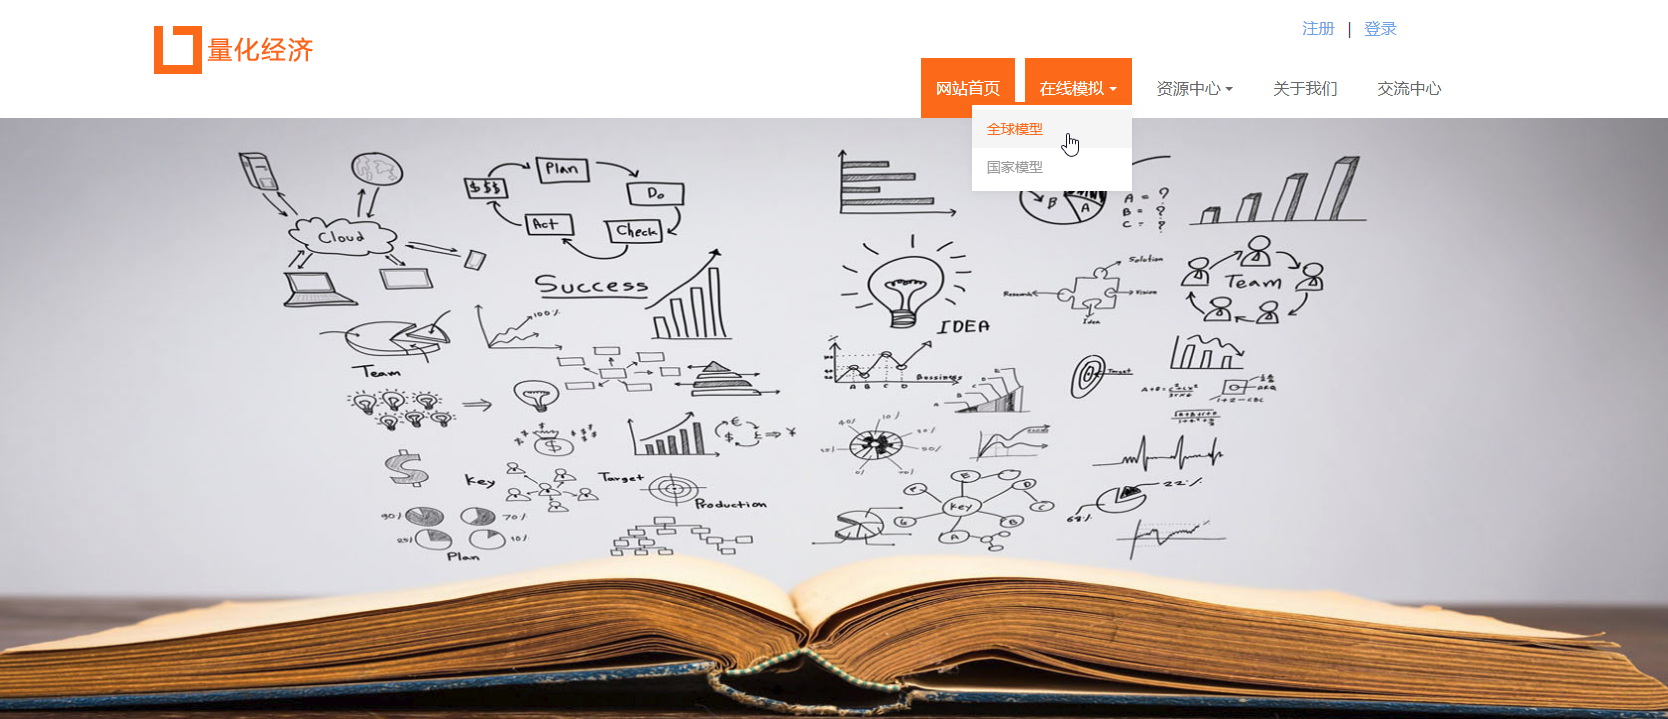 注册 | 登录
量化经济
网站首页 在线模拟 资源中心 关于我们 交流中心
全球模型
国家模型
Plan
$$$
Do
Act
Check
Cloud
Success
100%
Team
B
A
A = ?
B = ?
C = ?
Solution
Research
Vision
Idea
Team
IDEA
Bussiness
A B C D
Target
Key
Target
Production
90%
70%
10%
Plan
40%
10%
Key
E
D
C
B
A
22%
68%